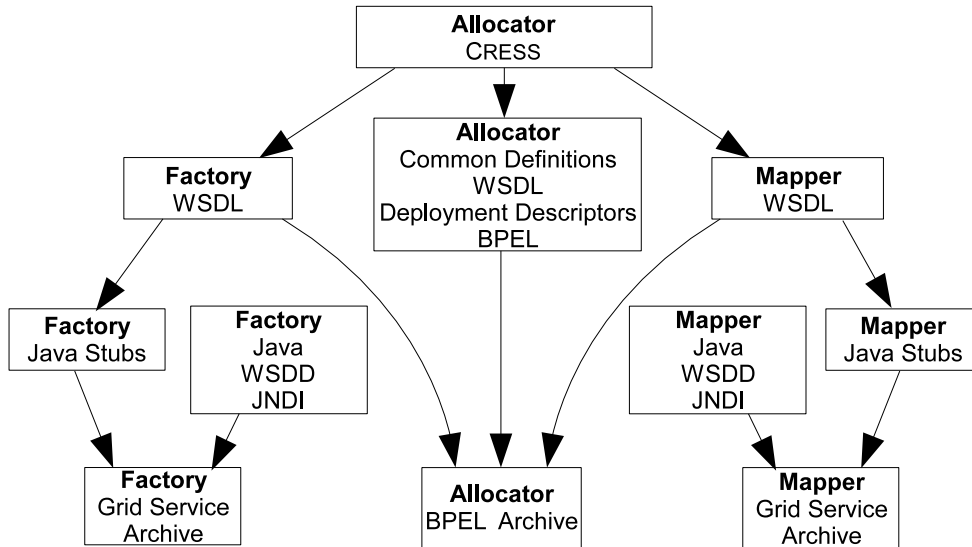 Allocator
CRESS
Allocator
Common Definitions
WSDL
Deployment Descriptors
BPEL
Factory
WSDL
Mapper
WSDL
Factory
Java Stubs
Factory
Java
WSDD
JNDI
Mapper
Java
WSDD
JNDI
Mapper
Java Stubs
Factory
Grid Service
Archive
Allocator
BPEL Archive
Mapper
Grid Service
Archive